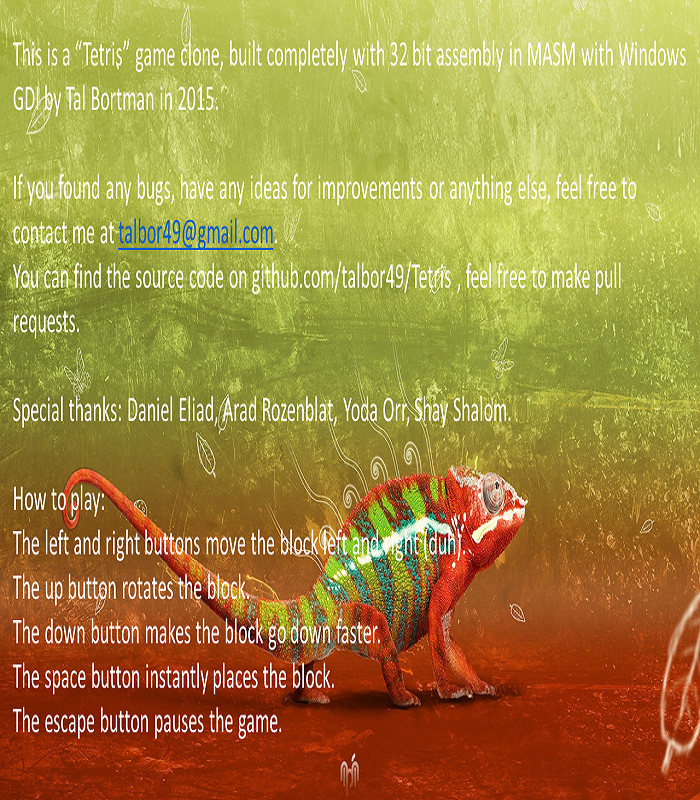 This is a “Tetris” game clone, built completely with 32 bit assembly in MASM with Windows
GDI by Tal Bortman in 2015.
If you found any bugs, have any ideas for improvements or anything else, feel free to
contact me at talbor49@gmail.com.
You can find the source code on github.com/talbor49/Tetris , feel free to make pull
requests.
Special thanks: Daniel Eliad, Arad Rozenblat, Yoda Orr, Shay Shalom.
How to play:
The left and right buttons move the block left and right (duh).
The up button rotates the block.
The down button makes the block go down faster.
The space button instantly places the block.
The escape button pauses the game.